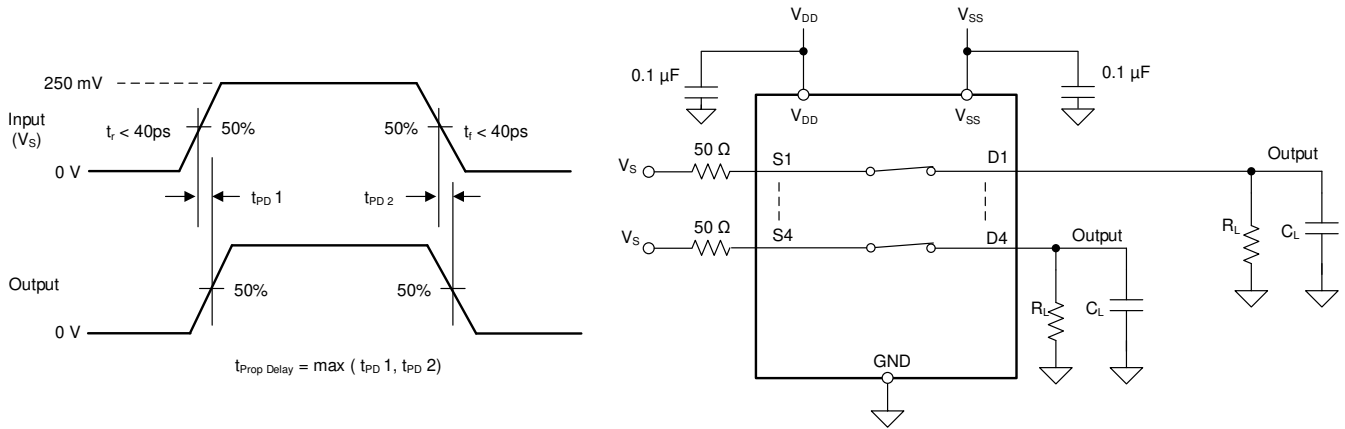 250 mV
Input
(VS)
tr < 40ps
50%
50%
tf < 40ps
0 V
tPD 1
tPD 2
Output
50%
50%
0 V
tProp Delay = max ( tPD 1, tPD 2)
VDD
VSS
0.1 µF
0.1 µF
VDD
VSS
VS
50 Ω
S1
D1
Output
RL
CL
VS
50 Ω
S4
D4
Output
RL
CL
GND